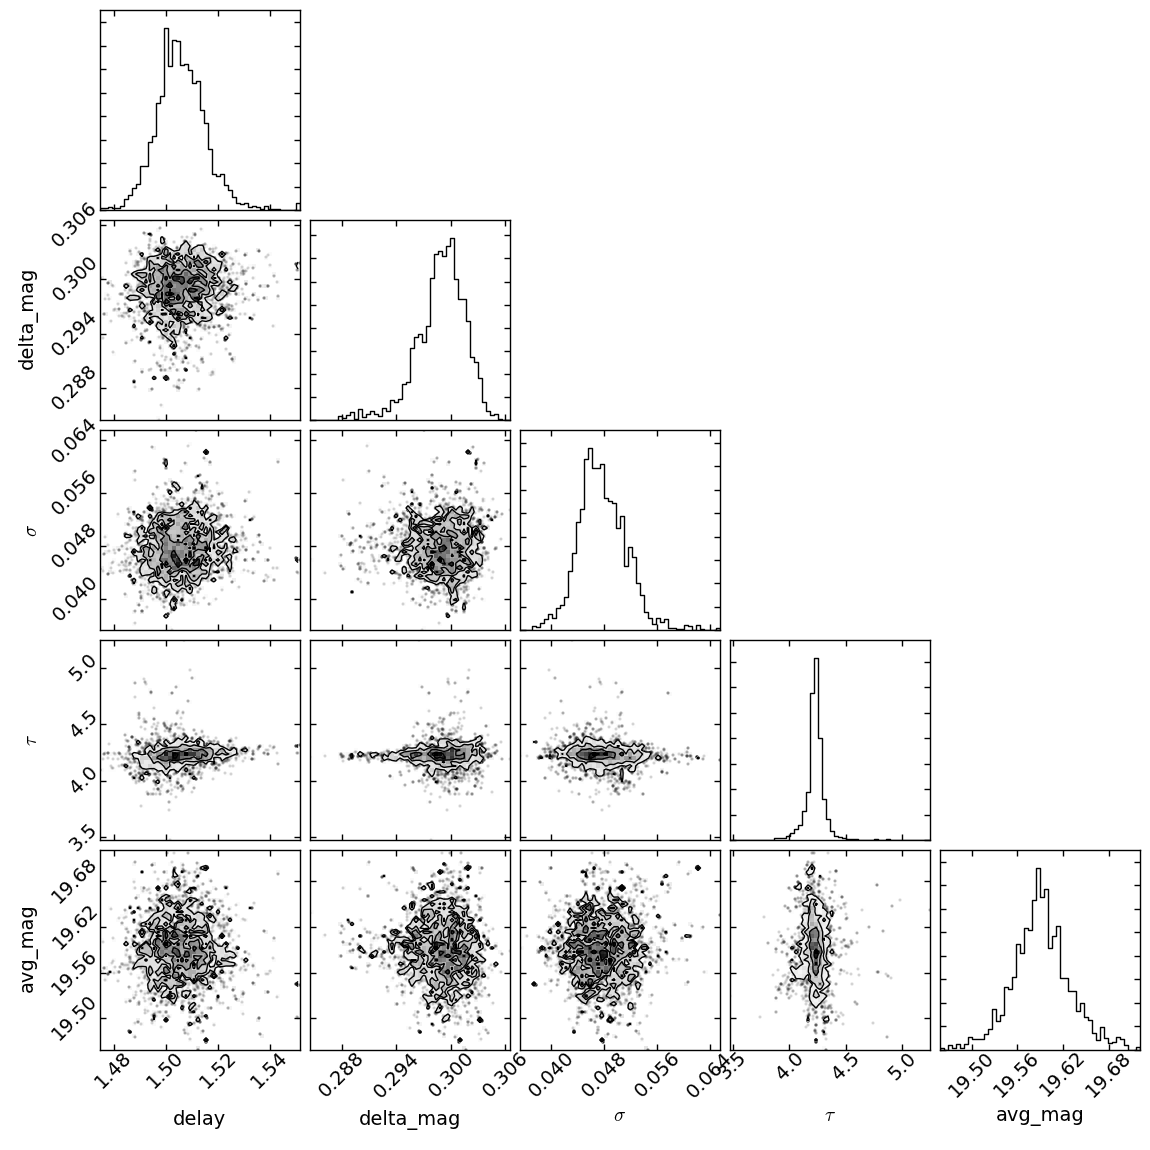 0.306
0.300
0.294
0.288
delta_mag
0.064
0.056
0.048
0.040
σ
5.0
4.5
4.0
3.5
τ
19.68
19.62
19.56
19.50
avg_mag
1.48 1.50 1.52 1.54
0.288 0.294 0.300 0.306
0.040 0.048 0.056 0.064
3.5 4.0 4.5 5.0
19.50 19.56 19.62 19.68
delay delta_mag σ τ avg_mag